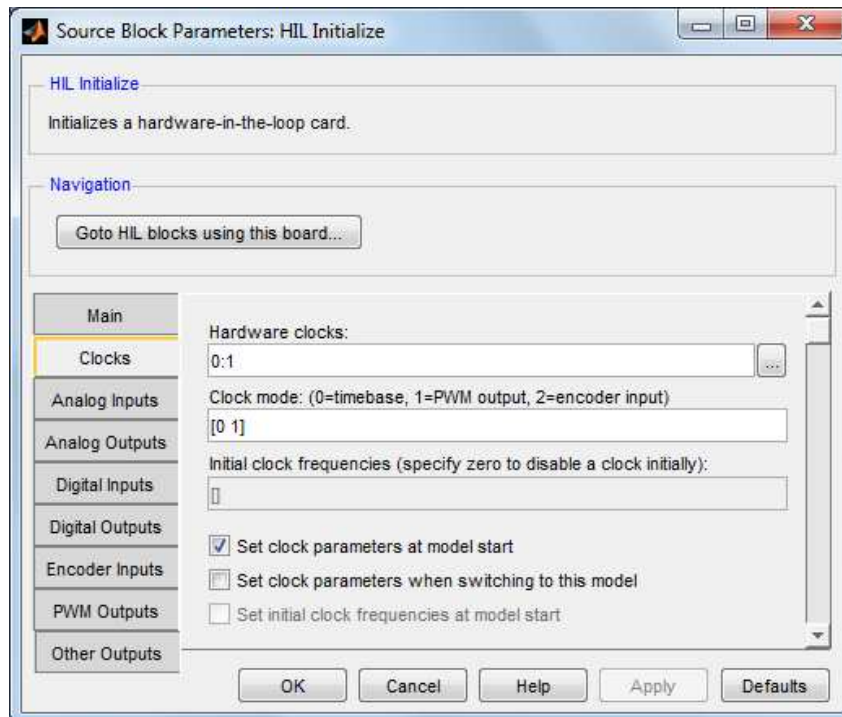 Source Block Parameters: HIL Initialize
HIL Initialize
Initializes a hardware-in-the-loop card.
Navigation
Goto HIL blocks using this board...
Main
Clocks
Analog Inputs
Analog Outputs
Digital Inputs
Digital Outputs
Encoder Inputs
PWM Outputs
Other Outputs
Hardware clocks:
0:1
...
Clock mode: (0=timebase, 1=PWM output, 2=encoder input)
[0 1]
Initial clock frequencies (specify zero to disable a clock initially):
[]
Set clock parameters at model start
Set clock parameters when switching to this model
Set initial clock frequencies at model start
OK
Cancel
Help
Apply
Defaults